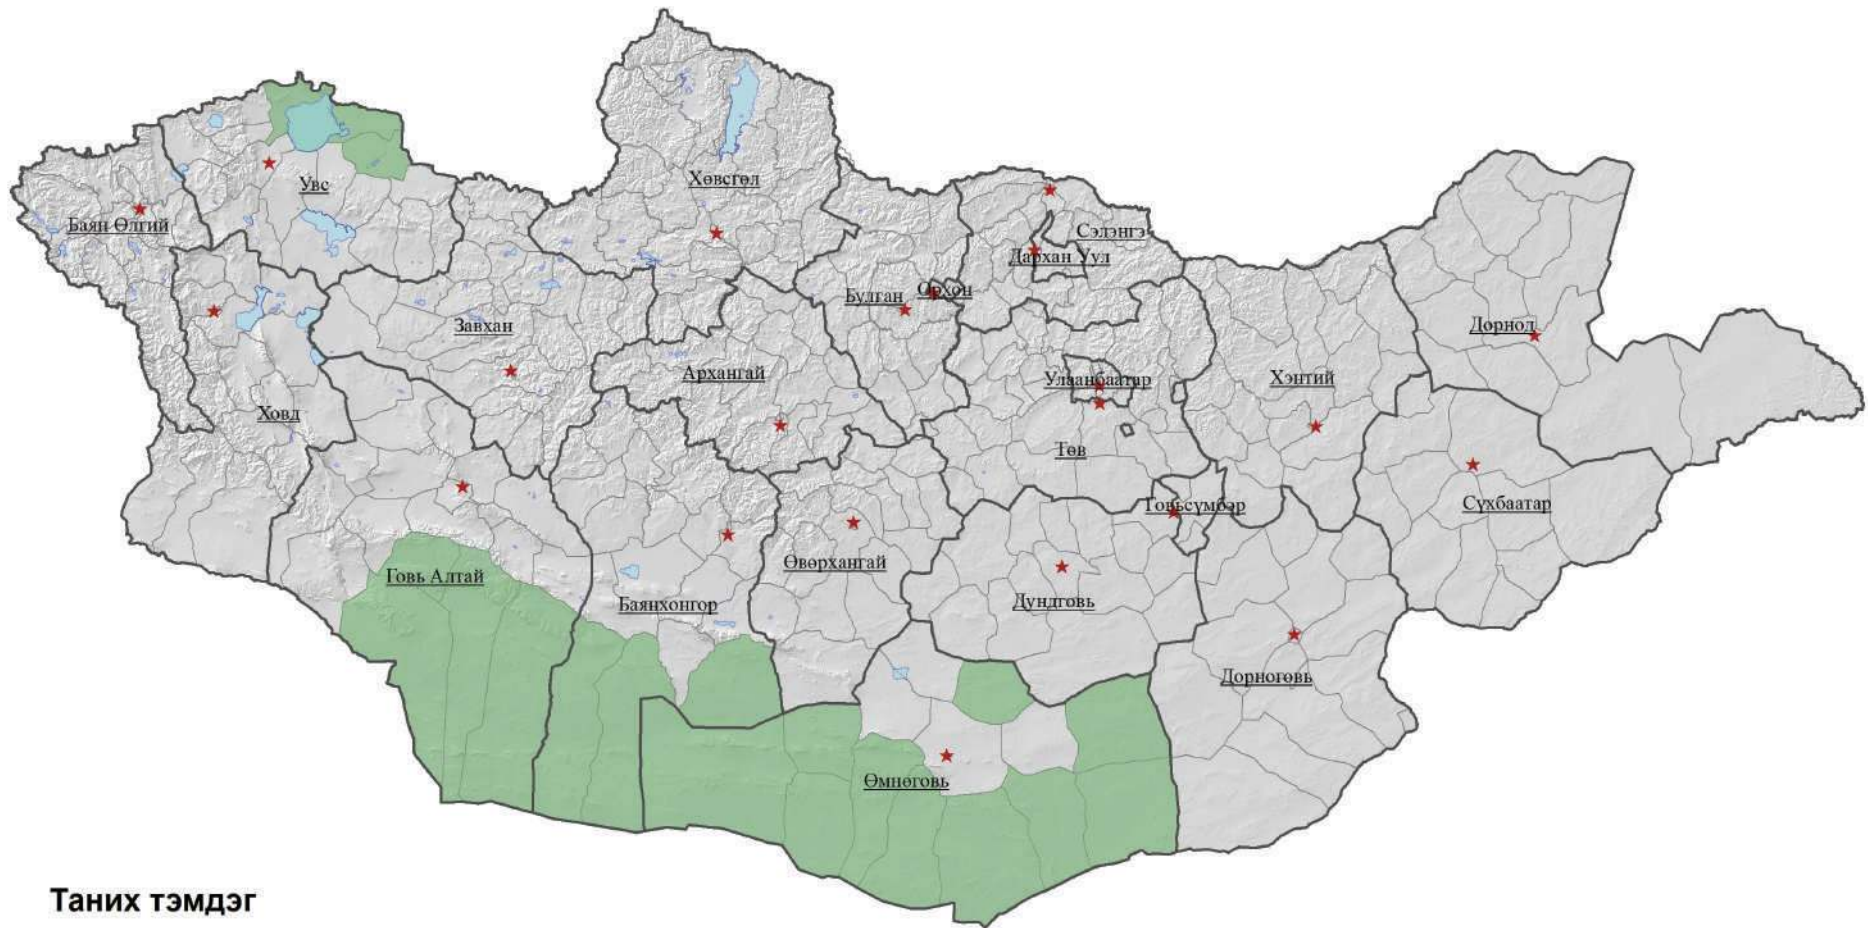 Хөвсгөл
Увс
Баян Өлгий
Сэлэнгэ
Дархан Уул
Орхон
Булган
Завхан
Дорнод
Архангай
Улаанбаатар
Хэнтий
Ховд
Төв
Говьсүмбэр
Сүхбаатар
Говь Алтай
Өвөрхангай
Баянхонгор
Дундговь
Дорноговь
Өмнөговь
Таних тэмдэг